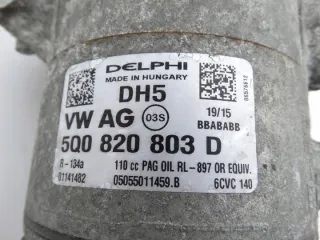 DELPHI
MADE IN HUNGARY
DH5
19/15
VW AG 03S BBABABB
5Q0 820 803 D
R-134a 110 cc PAG OIL RL-897 OR EQUIV.
01141402 05055011459.B 6CVC 140